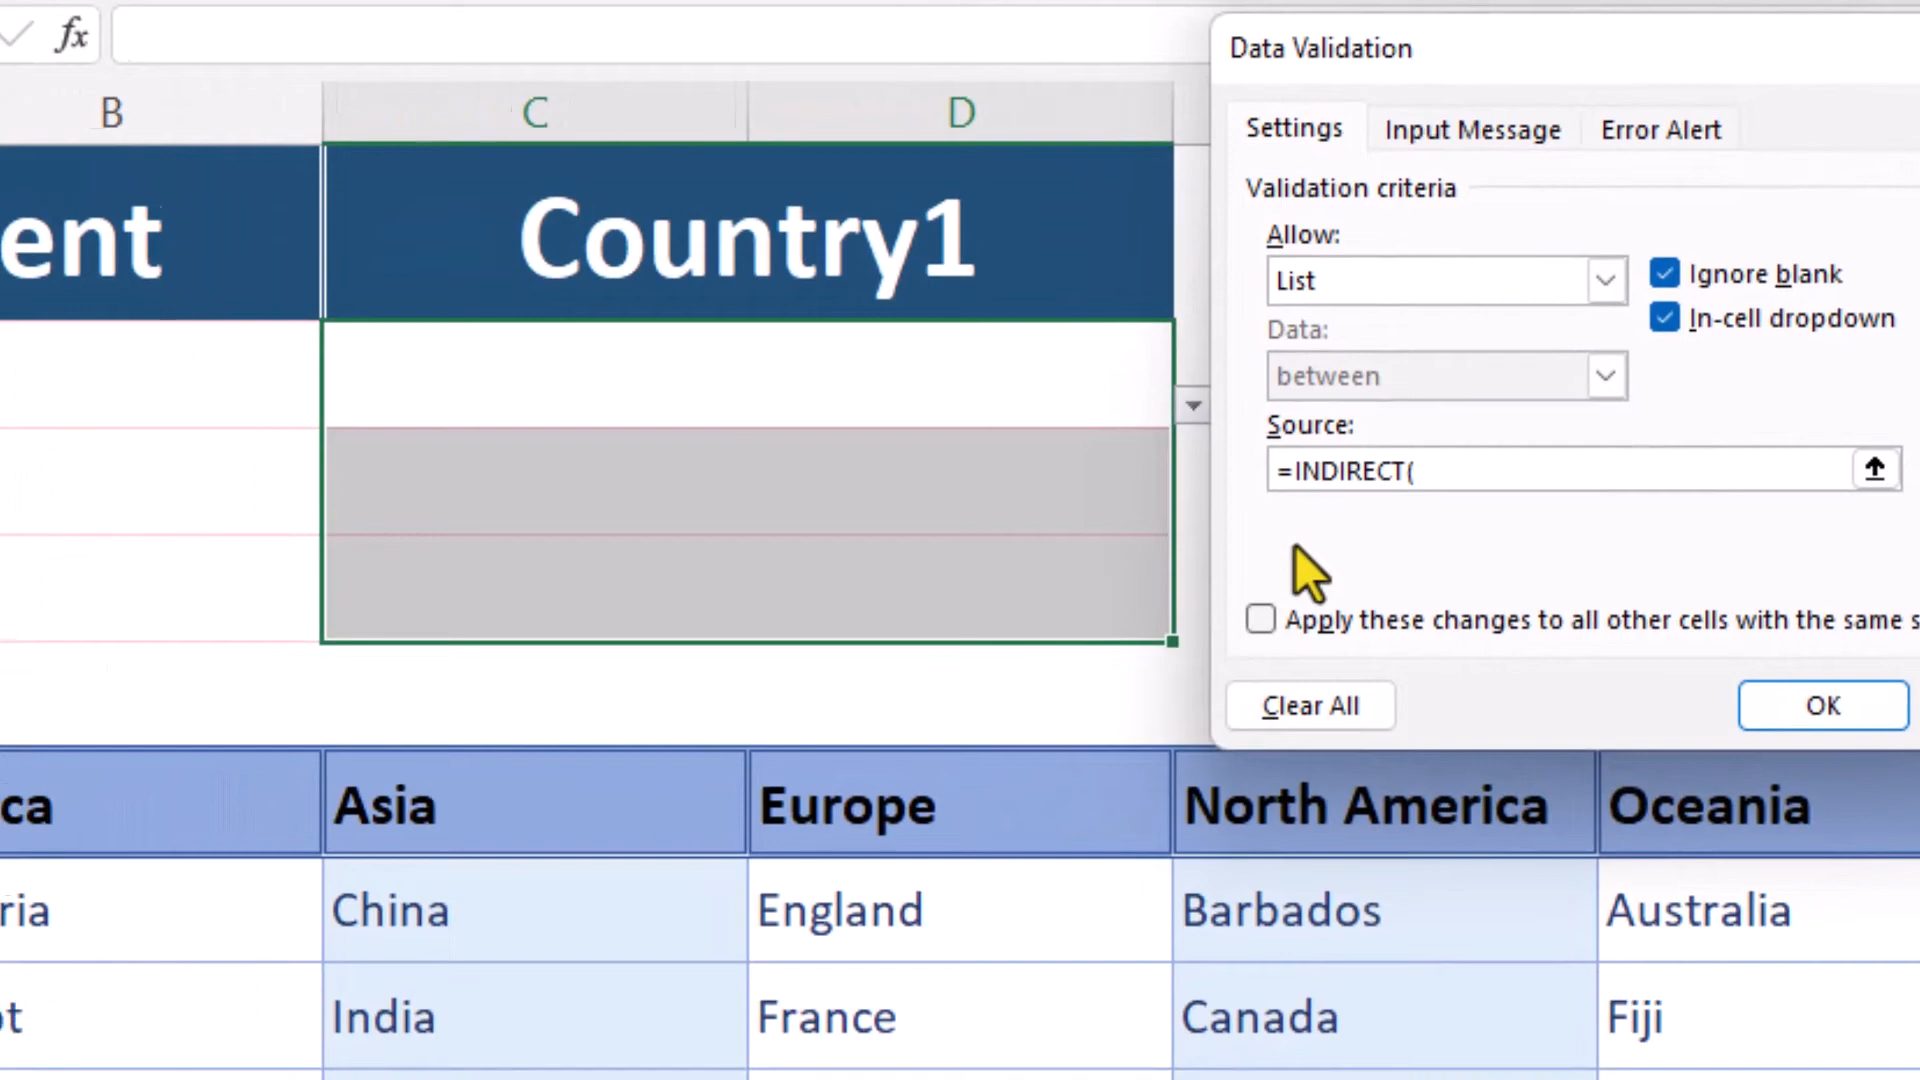 fx
Data Validation
B
C
D
Settings
Input Message
Error Alert
ent
Country1
Validation criteria
Allow:
List
Ignore blank
In-cell dropdown
Data:
between
Source:
=INDIRECT(
Apply these changes to all other cells with the same s
Clear All
OK
ca
Asia
Europe
North America
Oceania
ria
China
England
Barbados
Australia
ot
India
France
Canada
Fiji